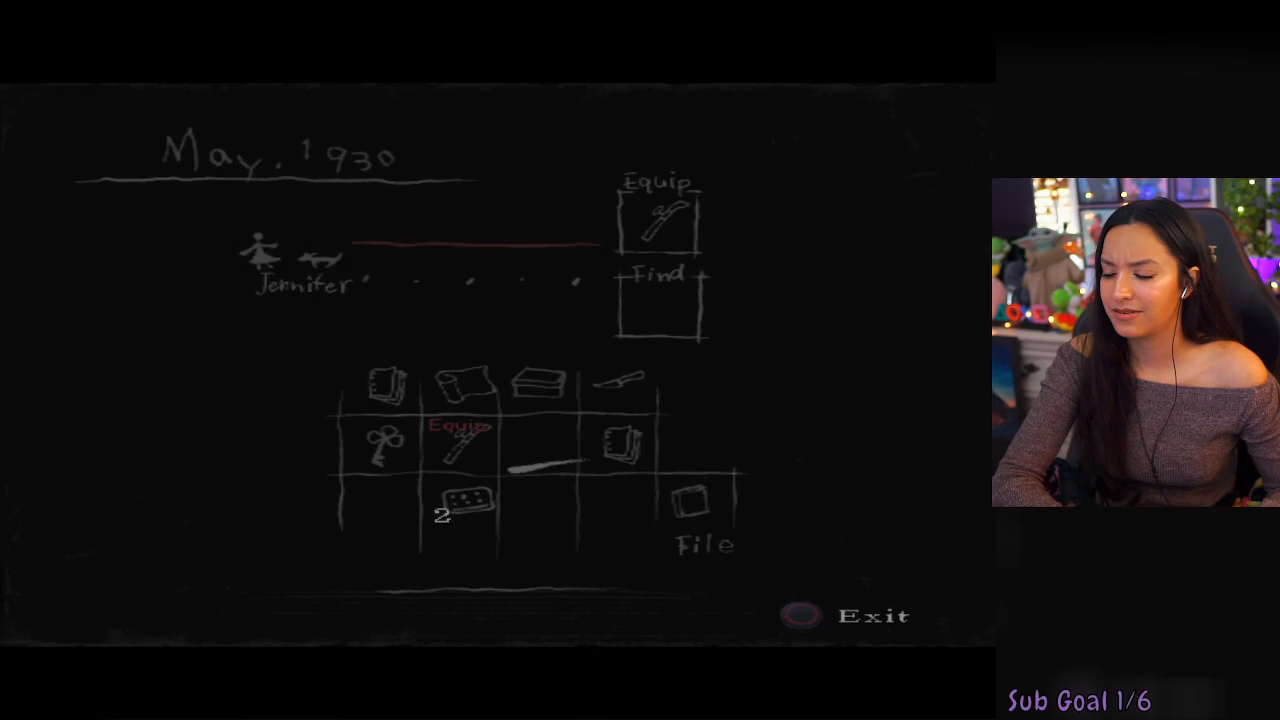 May. 1930
Equip
Find
Jennifer
Equip
2
File
Exit
Sub Goal 1/6